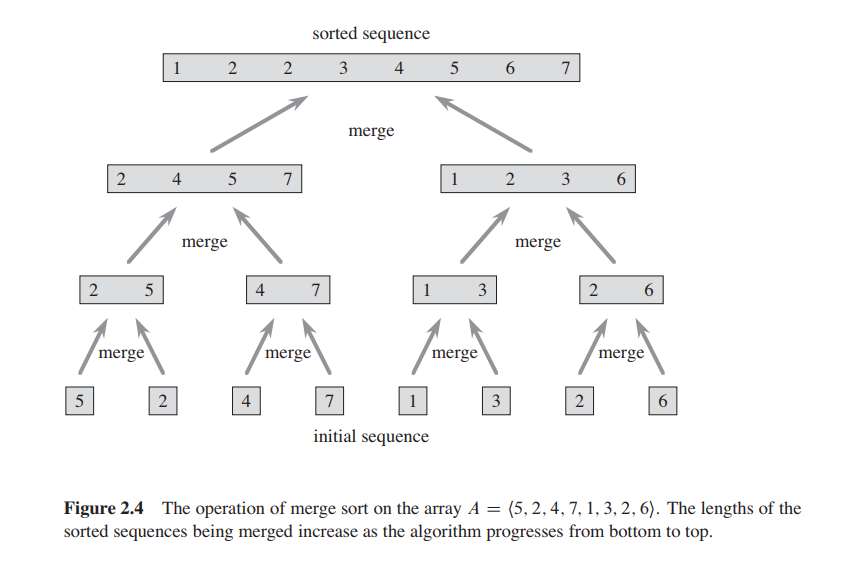 sorted sequence
1 2 2 3 4 5 6 7
merge
2 4 5 7 1 2 3 6
merge merge
2 5 4 7 1 3 2 6
merge merge merge merge
5 2 4 7 1 3 2 6
initial sequence
Figure 2.4 The operation of merge sort on the array A = ⟨5, 2, 4, 7, 1, 3, 2, 6⟩. The lengths of the
sorted sequences being merged increase as the algorithm progresses from bottom to top.